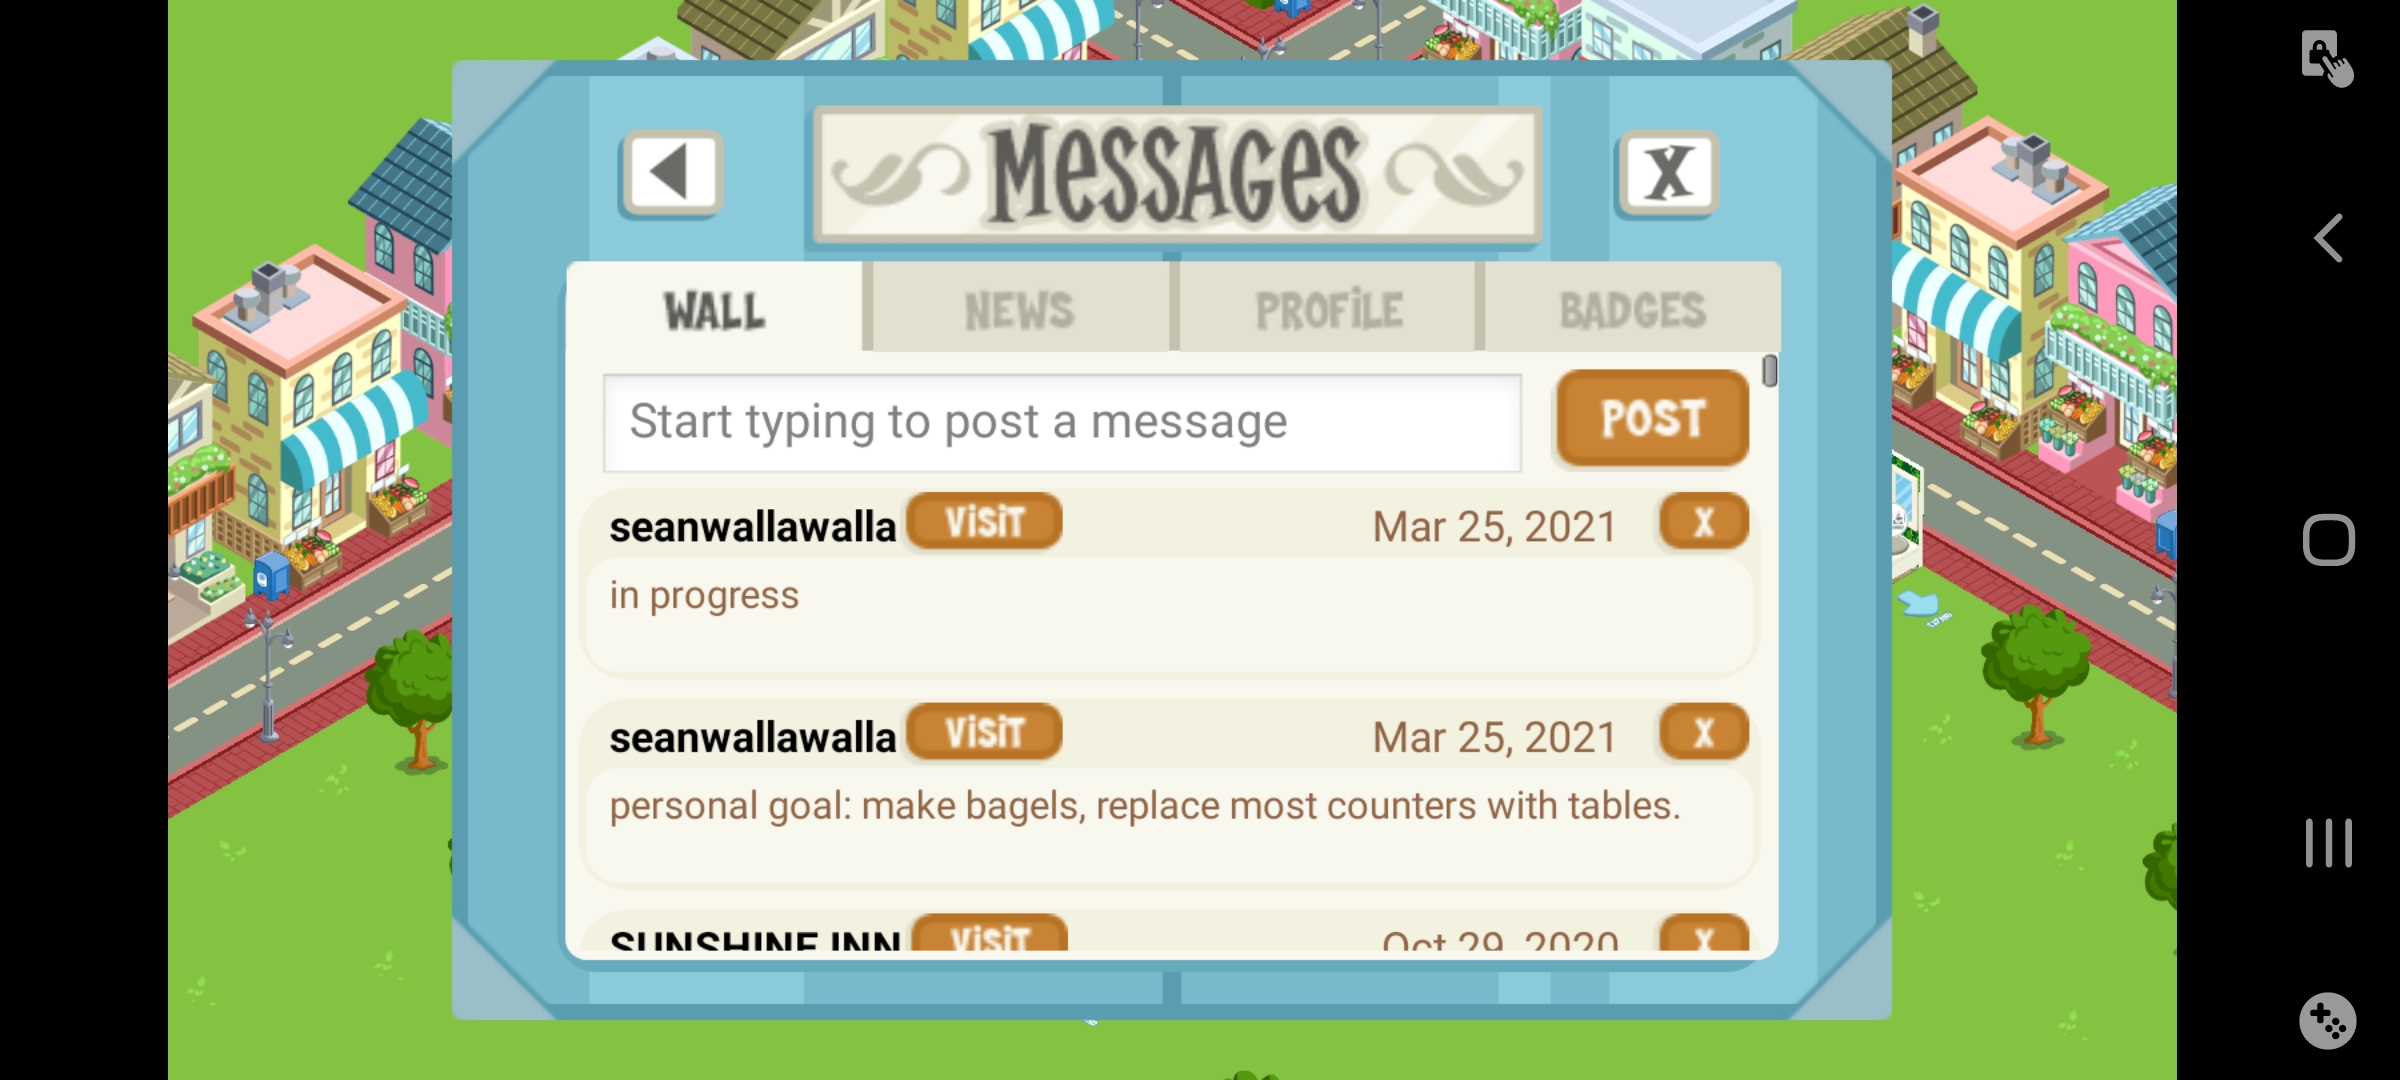 MESSAGES
X
WALL NEWS PROFILE BADGES
Start typing to post a message POST
seanwallawalla VISIT Mar 25, 2021 X
in progress
seanwallawalla VISIT Mar 25, 2021 X
personal goal: make bagels, replace most counters with tables.
SUNSHINE INN VISIT Oct 29, 2020 X